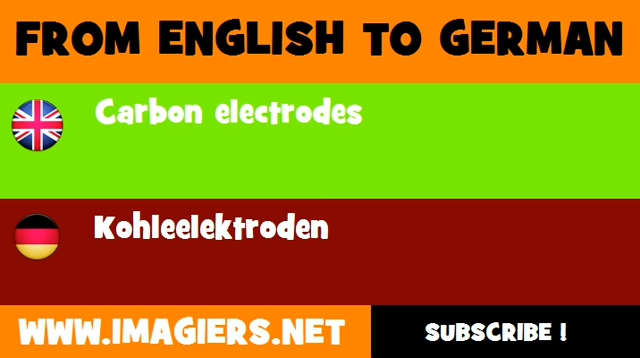 FROM ENGLISH TO GERMAN
Carbon electrodes
Kohleelektroden
WWW.IMAGIERS.NET
SUBSCRIBE !